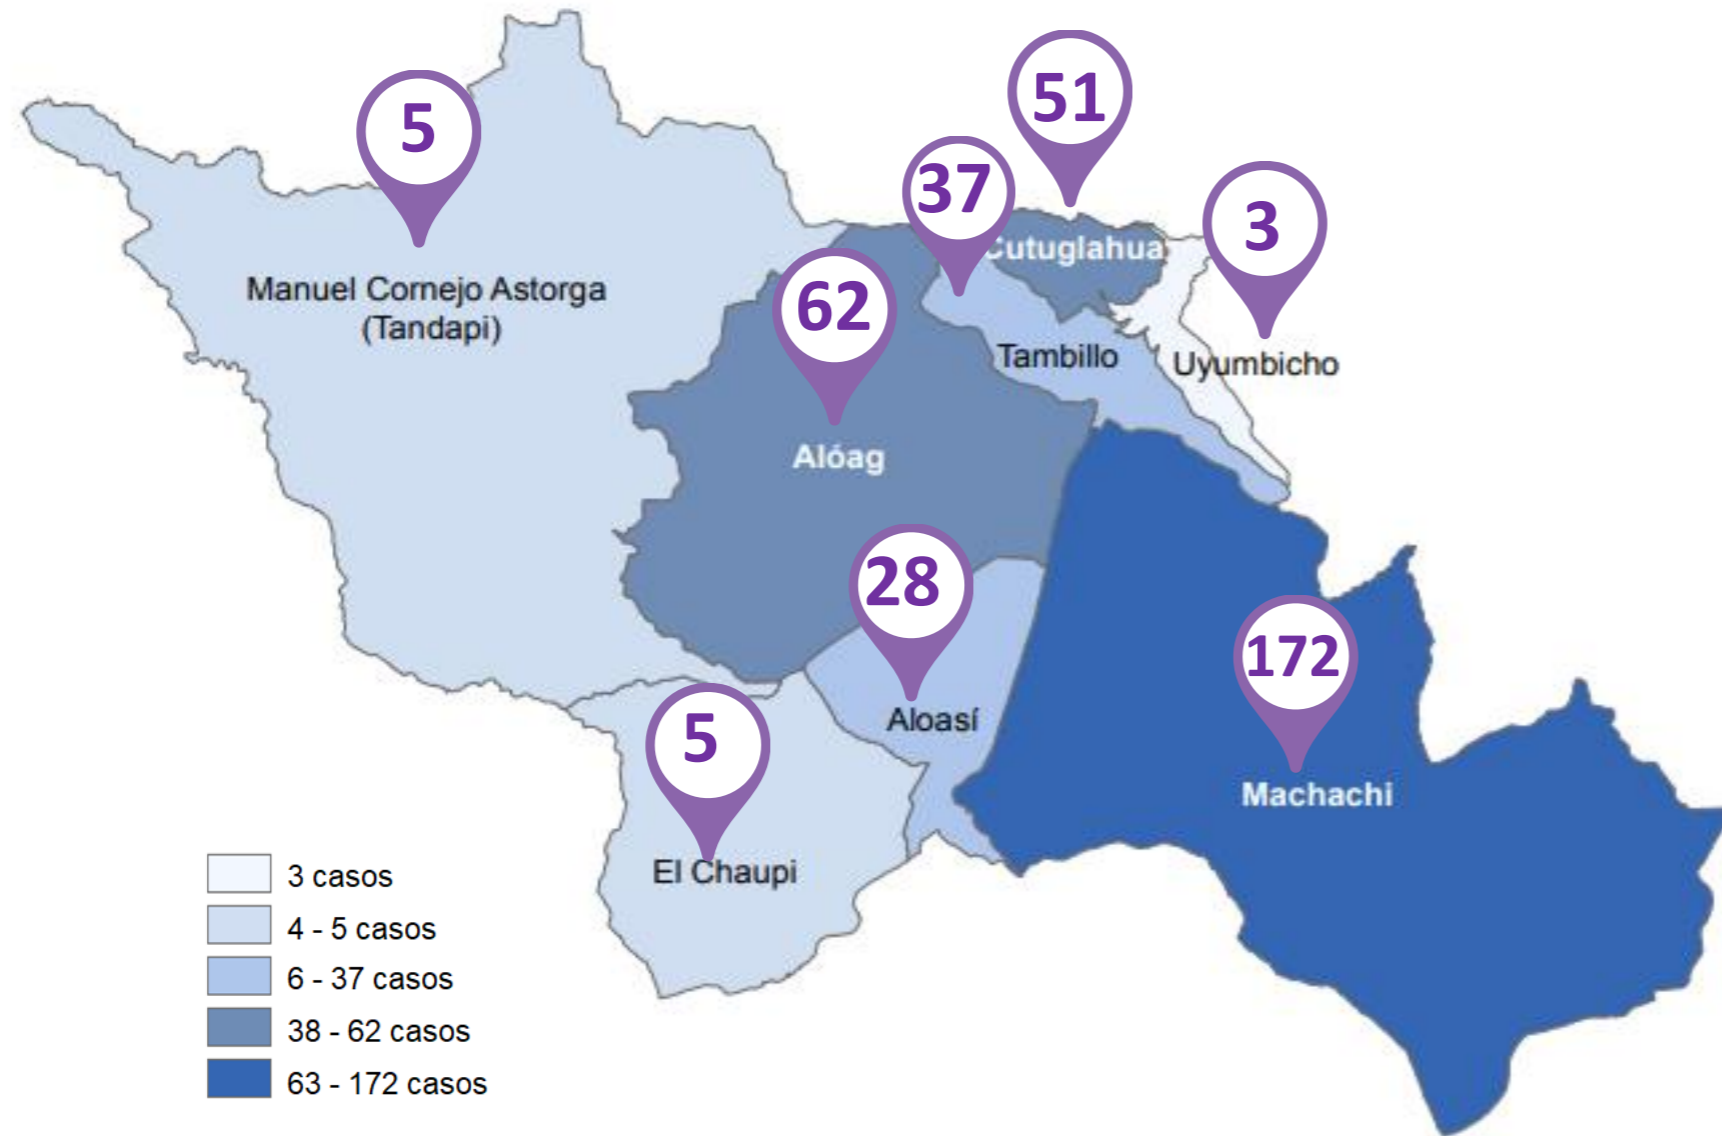 51
5
37
3
Cutuglahua
Manuel Cornejo Astorga
(Tandapi)
62
Tambillo
Uyumbicho
Alóag
28
172
Aloasí
5
Machachi
El Chaupi
3 casos
4 - 5 casos
6 - 37 casos
38 - 62 casos
63 - 172 casos